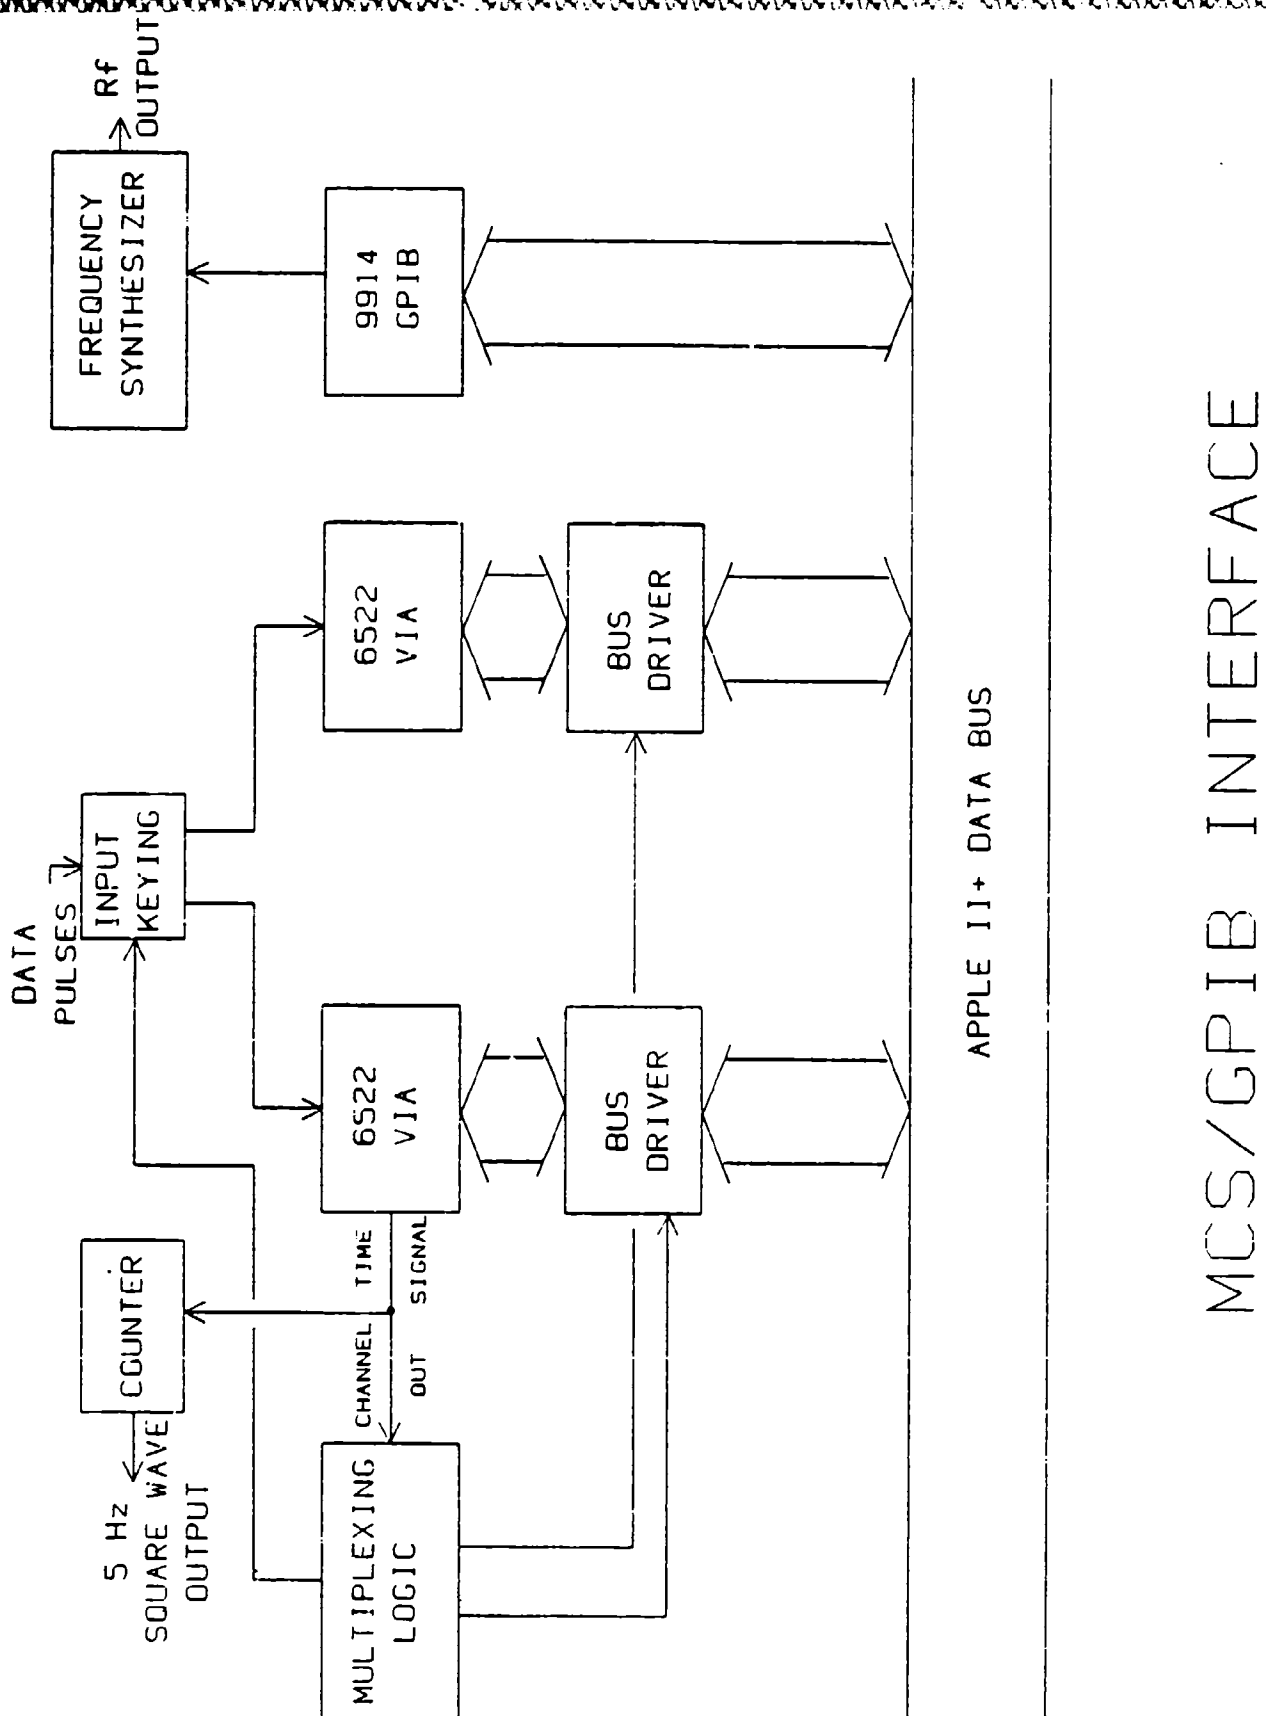 5 Hz
SQUARE WAVE
OUTPUT
COUNTER
DATA
PULSES
INPUT
KEYING
FREQUENCY
SYNTHESIZER
Rf
OUTPUT
MULTIPLEXING
LOGIC
CHANNEL TIME
OUT SIGNAL
6522
VIA
6522
VIA
9914
GPIB
BUS
DRIVER
BUS
DRIVER
APPLE II+ DATA BUS
MCS/GPIB INTERFACE